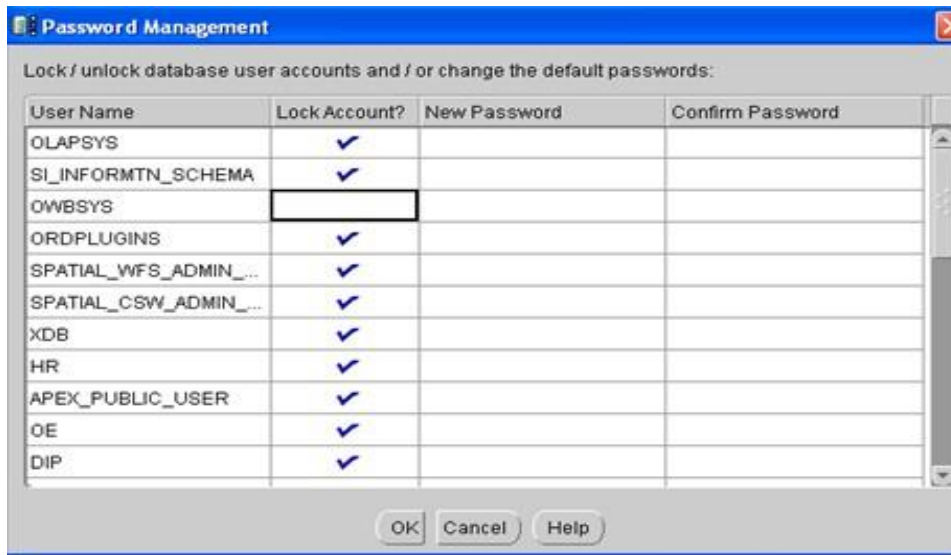 Password Management
Lock / unlock database user accounts and / or change the default passwords:
User Name Lock Account? New Password Confirm Password
OLAPSYS
SI_INFORMTN_SCHEMA
OWBSYS
ORDPLUGINS
SPATIAL_WFS_ADMIN_...
SPATIAL_CSW_ADMIN_...
XDB
HR
APEX_PUBLIC_USER
OE
DIP
OK Cancel Help